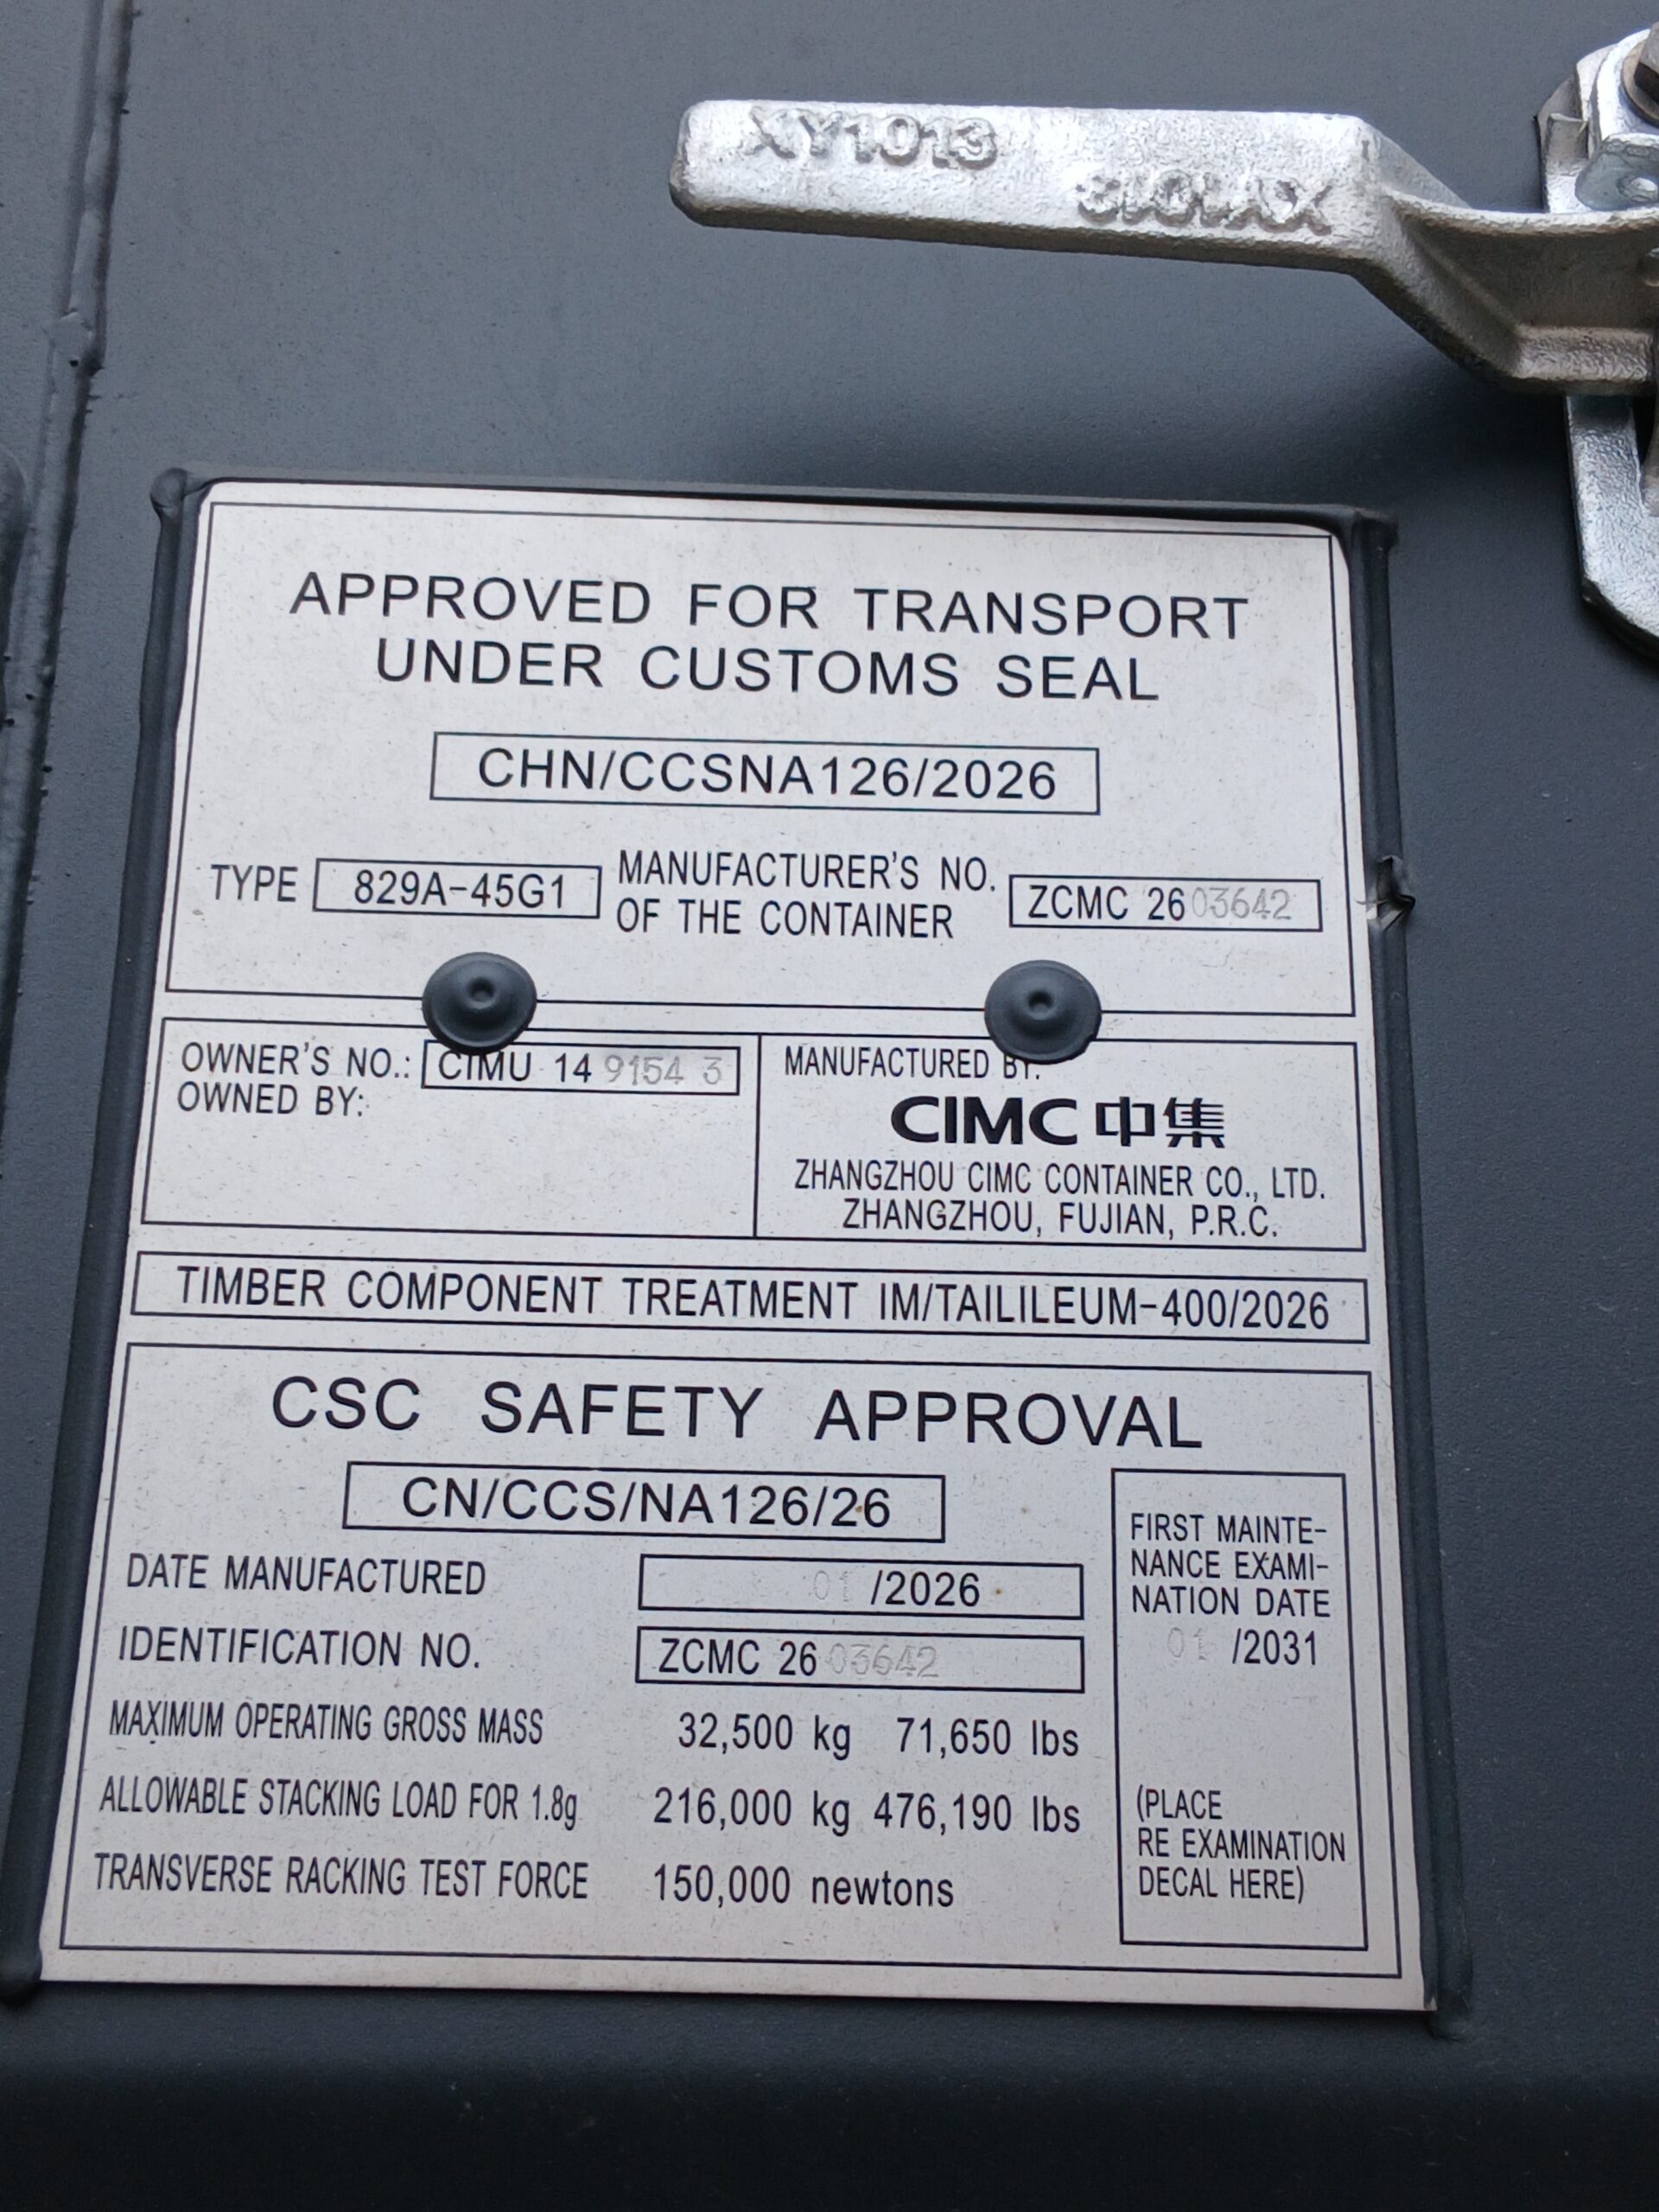 XY1013
APPROVED FOR TRANSPORT
UNDER CUSTOMS SEAL
CHN/CCSNA126/2026
TYPE 829A-45G1 MANUFACTURER'S NO. OF THE CONTAINER ZCMC 2603642
OWNER'S NO.: CIMU 14 9154 3
OWNED BY:
MANUFACTURED BY:
CIMC 中集
ZHANGZHOU CIMC CONTAINER CO., LTD.
ZHANGZHOU, FUJIAN, P.R.C.
TIMBER COMPONENT TREATMENT IM/TAILILEUM-400/2026
CSC SAFETY APPROVAL
CN/CCS/NA126/26
DATE MANUFACTURED 01 /2026
IDENTIFICATION NO. ZCMC 26 03642
MAXIMUM OPERATING GROSS MASS 32,500 kg 71,650 lbs
ALLOWABLE STACKING LOAD FOR 1.8g 216,000 kg 476,190 lbs
TRANSVERSE RACKING TEST FORCE 150,000 newtons
FIRST MAINTE-
NANCE EXAMI-
NATION DATE
01 /2031
(PLACE
RE EXAMINATION
DECAL HERE)